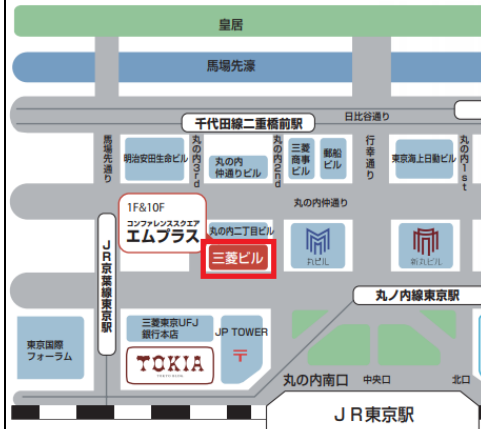 皇居
馬場先濠
日比谷通り
千代田線二重橋前駅
馬場先通り
明治安田生命ビル
丸の内3rd
丸の内
仲通りビル
丸の内2nd
三菱
商事
ビル
郵船
ビル
行幸通り
東京海上日動ビル
丸の内1st
丸の内仲通り
1F&10F
コンファレンススクエア
エムプラス
丸の内二丁目ビル
三菱ビル
丸ビル
新丸ビル
JR京葉線東京駅
丸ノ内線東京駅
東京国際
フォーラム
三菱東京UFJ
銀行本店
TOKIA
JP TOWER
〒
丸の内南口
中央口
北口
JR東京駅